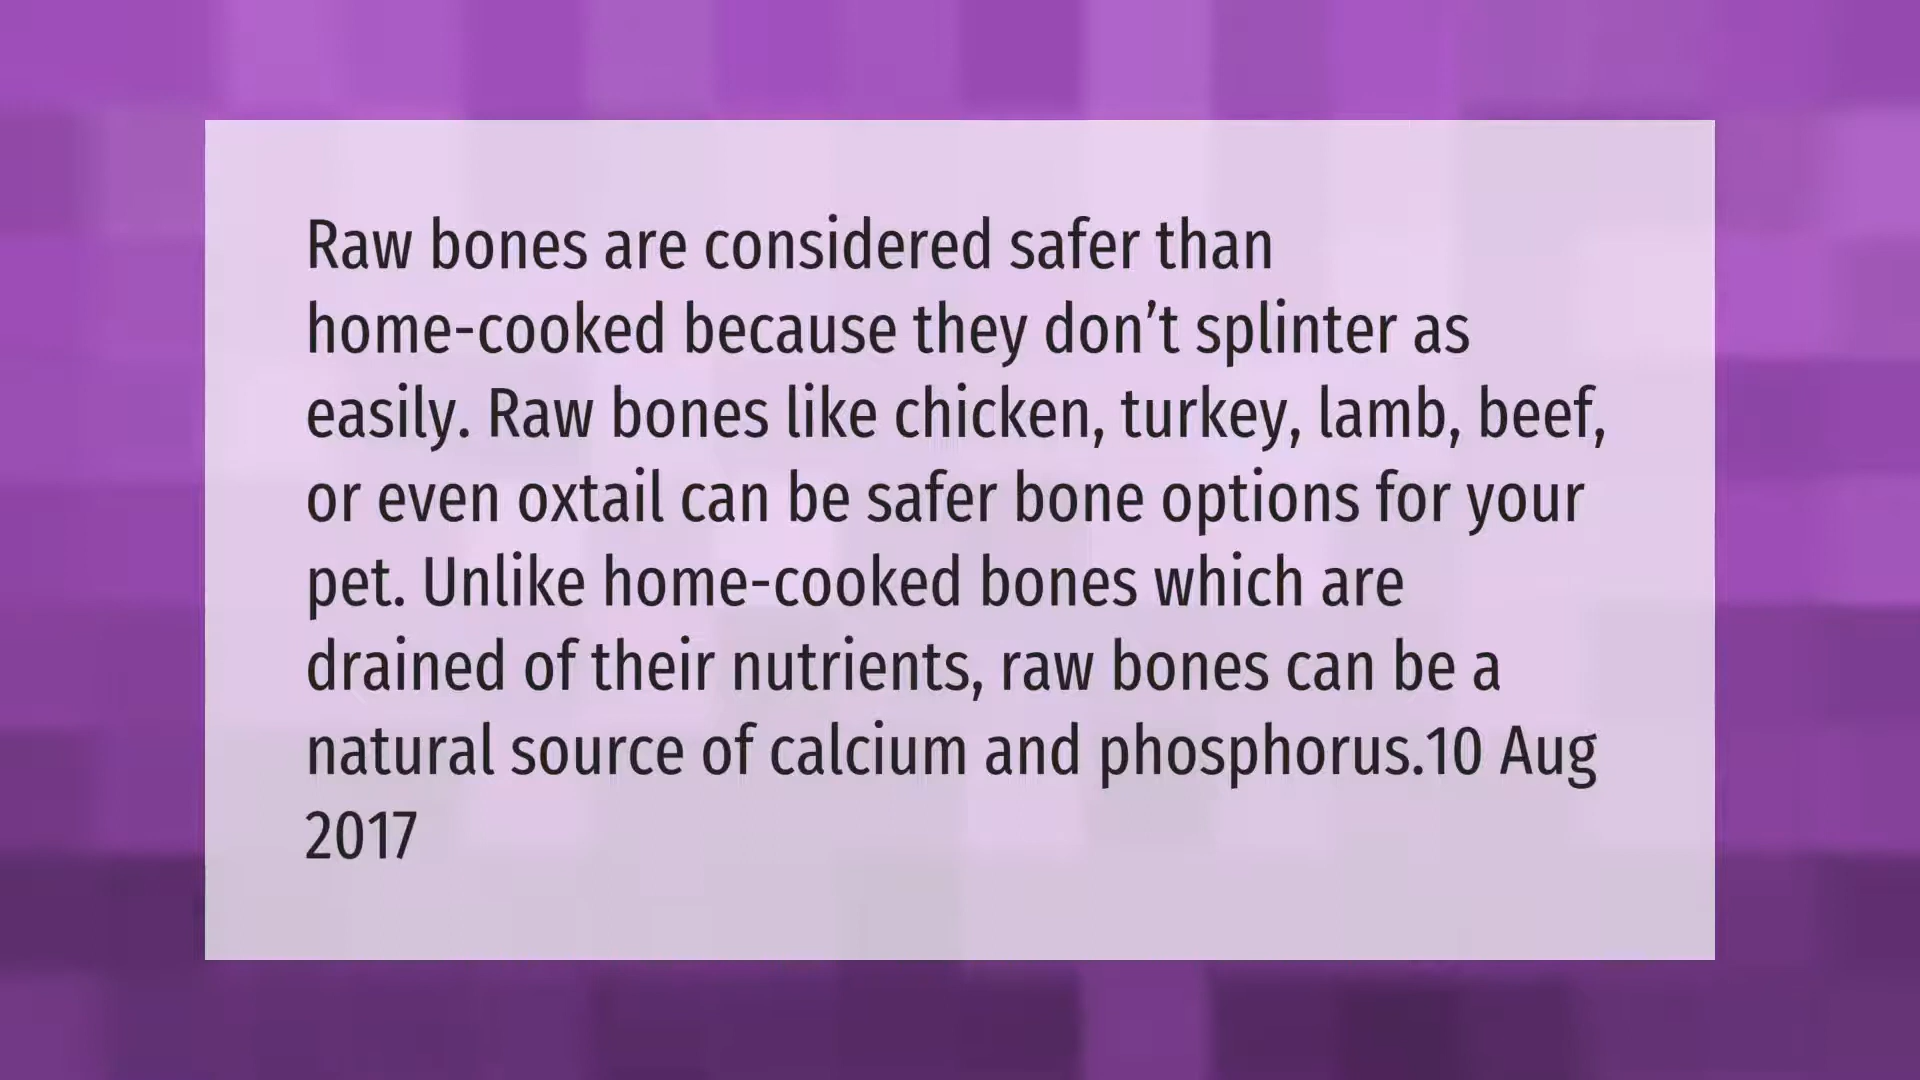 Raw bones are considered safer than
home-cooked because they don’t splinter as
easily. Raw bones like chicken, turkey, lamb, beef,
or even oxtail can be safer bone options for your
pet. Unlike home-cooked bones which are
drained of their nutrients, raw bones can be a
natural source of calcium and phosphorus.10 Aug
2017